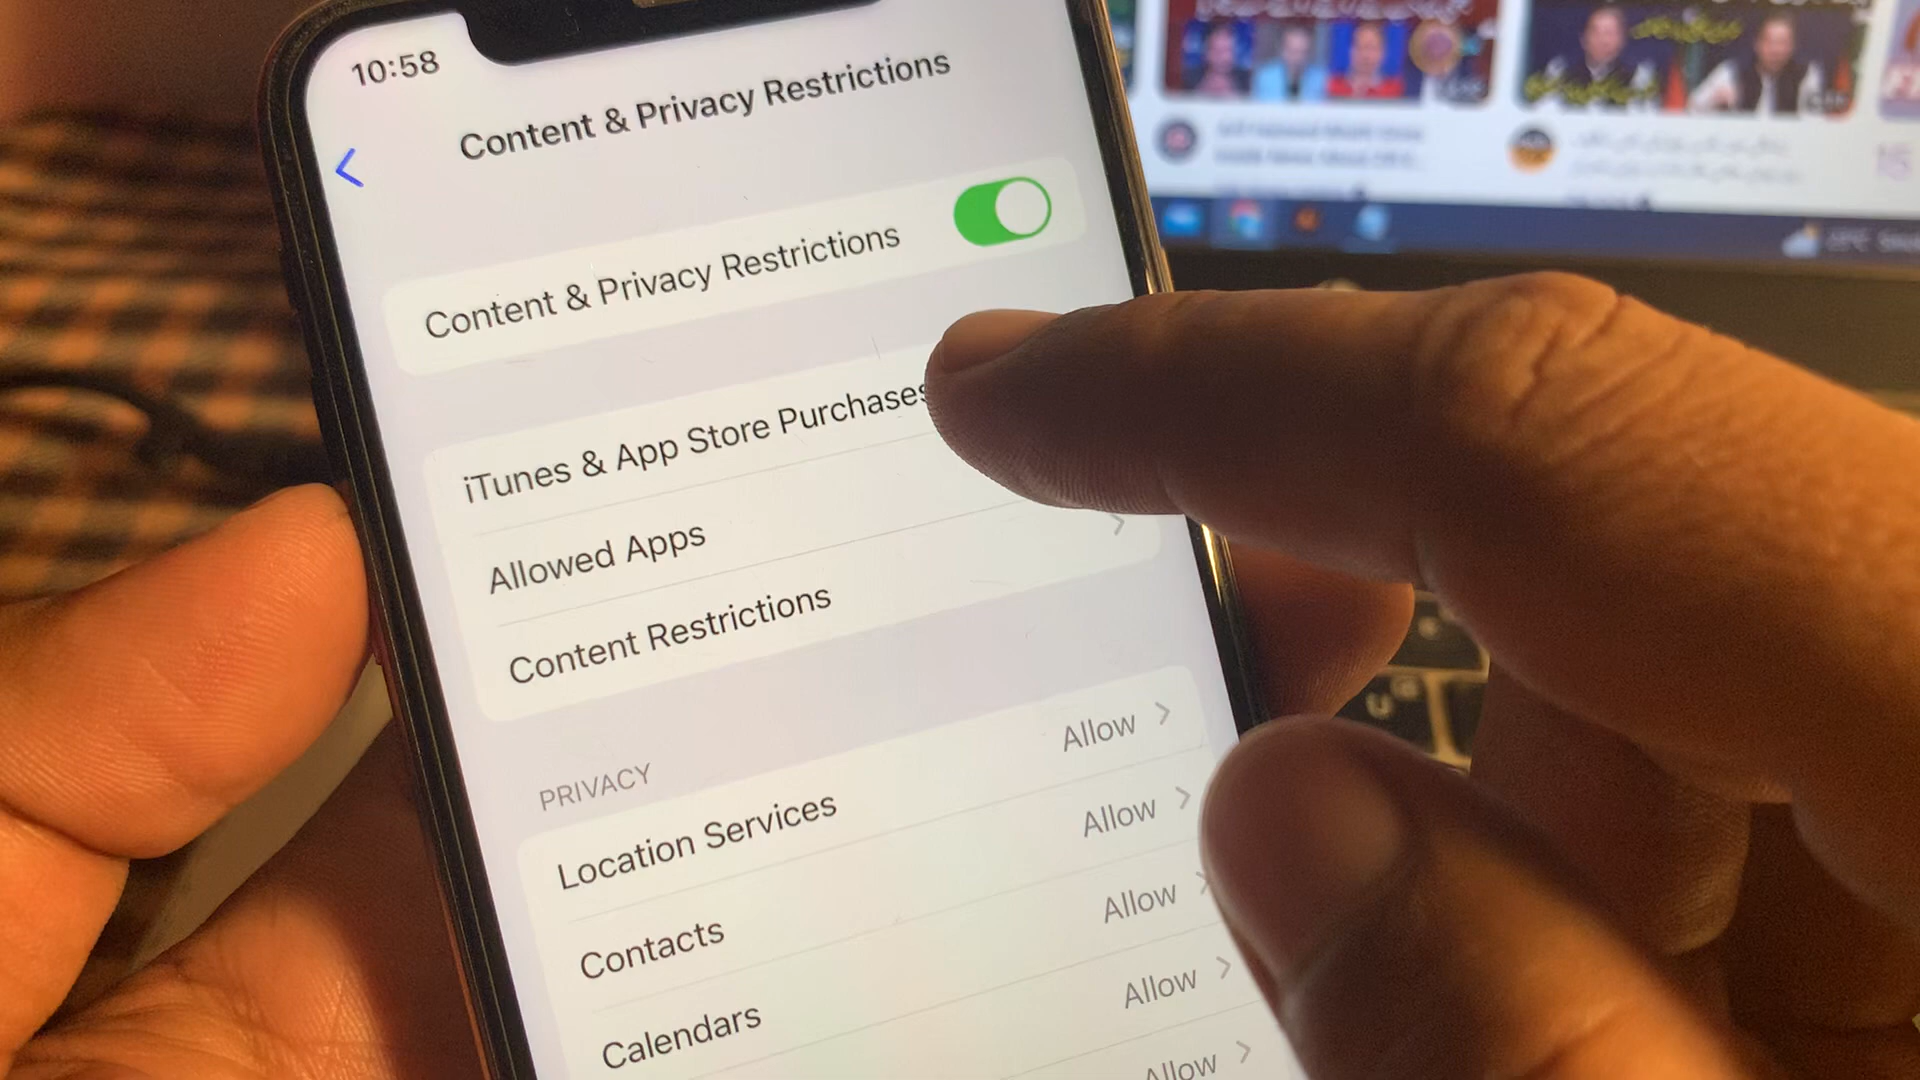 10:58
Content & Privacy Restrictions
Content & Privacy Restrictions
iTunes & App Store Purchases
Allowed Apps
Content Restrictions
PRIVACY
Location Services Allow
Contacts Allow
Calendars Allow
Allow
Allow
U